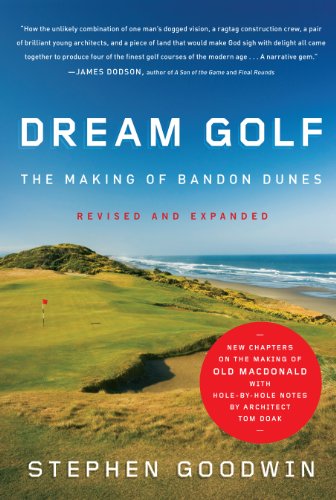 "How the unlikely combination of one man's dogged vision, a ragtag construction crew, a pair
of brilliant young architects, and a piece of land that would make God sigh with delight all came
together to produce four of the finest golf courses of the modern age . . . A narrative gem."
—JAMES DODSON, author of A Son of the Game and Final Rounds
DREAM GOLF
THE MAKING OF BANDON DUNES
REVISED AND EXPANDED
NEW CHAPTERS
ON THE MAKING OF
OLD MACDONALD
WITH
HOLE-BY-HOLE NOTES
BY ARCHITECT
TOM DOAK
STEPHEN GOODWIN